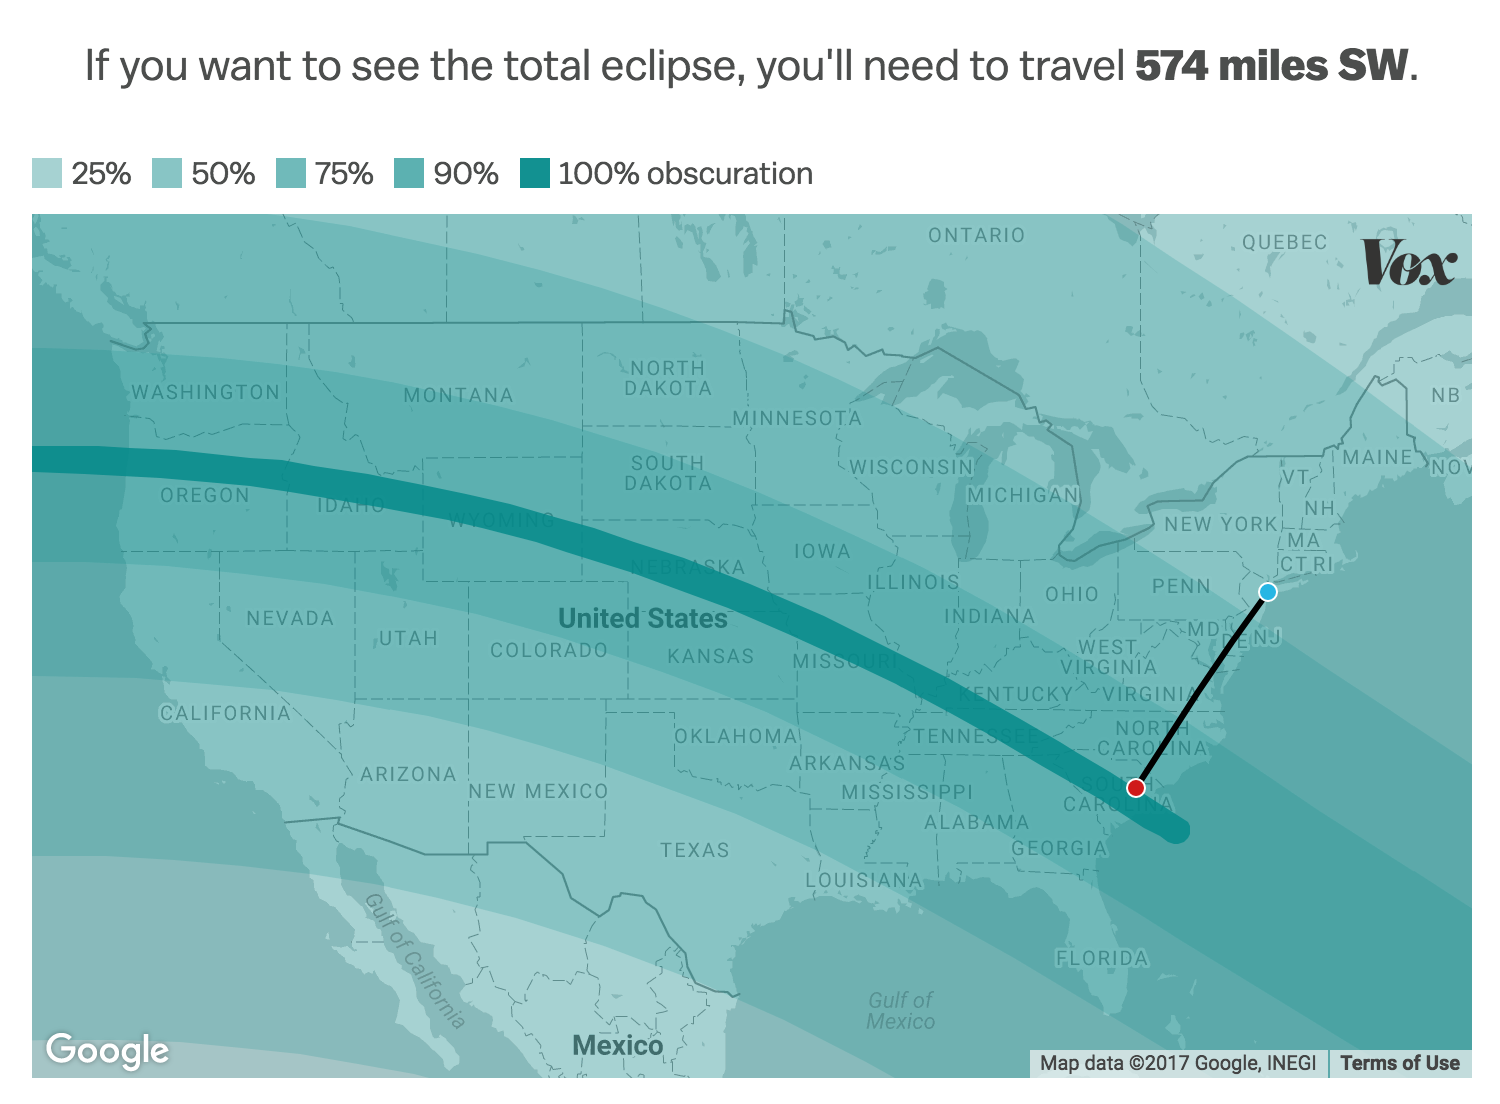 If you want to see the total eclipse, you'll need to travel 574 miles SW.
25% 50% 75% 90% 100% obscuration
ONTARIO
QUEBEC
Vox
NORTH
DAKOTA
WASHINGTON
MONTANA
NB
MINNESOTA
MAINE
NOV
SOUTH
DAKOTA
WISCONSIN
VT
OREGON
IDAHO
MICHIGAN
NH
WYOMING
NEW YORK
MA
IOWA
CT RI
NEBRASKA
ILLINOIS
OHIO
PENN
NEVADA
United States
INDIANA
MD
DE
NJ
UTAH
COLORADO
KANSAS
MISSOURI
WEST
VIRGINIA
KENTUCKY
VIRGINIA
CALIFORNIA
OKLAHOMA
TENNESSEE
NORTH
CAROLINA
ARKANSAS
ARIZONA
NEW MEXICO
MISSISSIPPI
SOUTH
CAROLINA
ALABAMA
TEXAS
GEORGIA
LOUISIANA
Gulf of California
FLORIDA
Gulf of
Mexico
Mexico
Google
Map data ©2017 Google, INEGI
Terms of Use